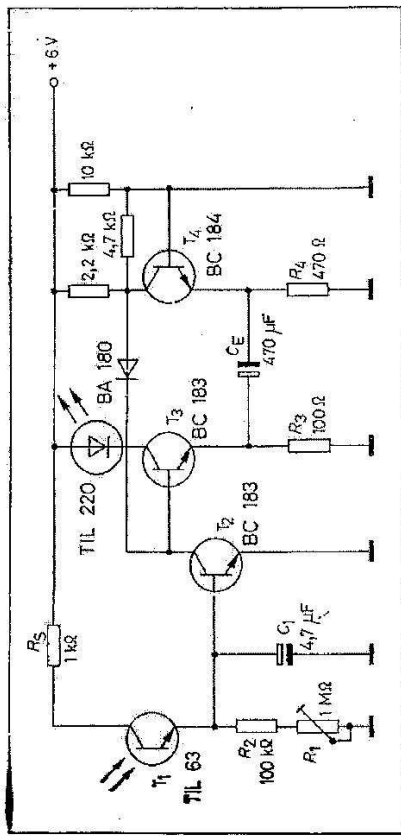 + 6 V
R5
1 kΩ
TIL 220
2,2 kΩ
10 kΩ
4,7 kΩ
BA 180
T1
TIL 63
T3
BC 183
T4
BC 184
T2
BC 183
CE
470 µF
R2
100 kΩ
C1
4,7 µF
R3
100Ω
R4
470 Ω
R1
1 MΩ